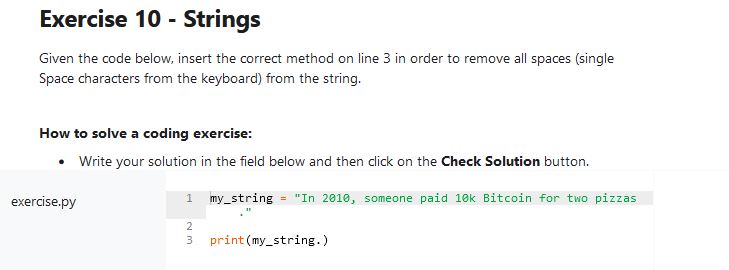 Exercise 10 - Strings
Given the code below, insert the correct method on line 3 in order to remove all spaces (single
Space characters from the keyboard) from the string.
How to solve a coding exercise:
• Write your solution in the field below and then click on the Check Solution button.
exercise.py
1 my_string = "In 2010, someone paid 10k Bitcoin for two pizzas
."
2
3 print(my_string.)